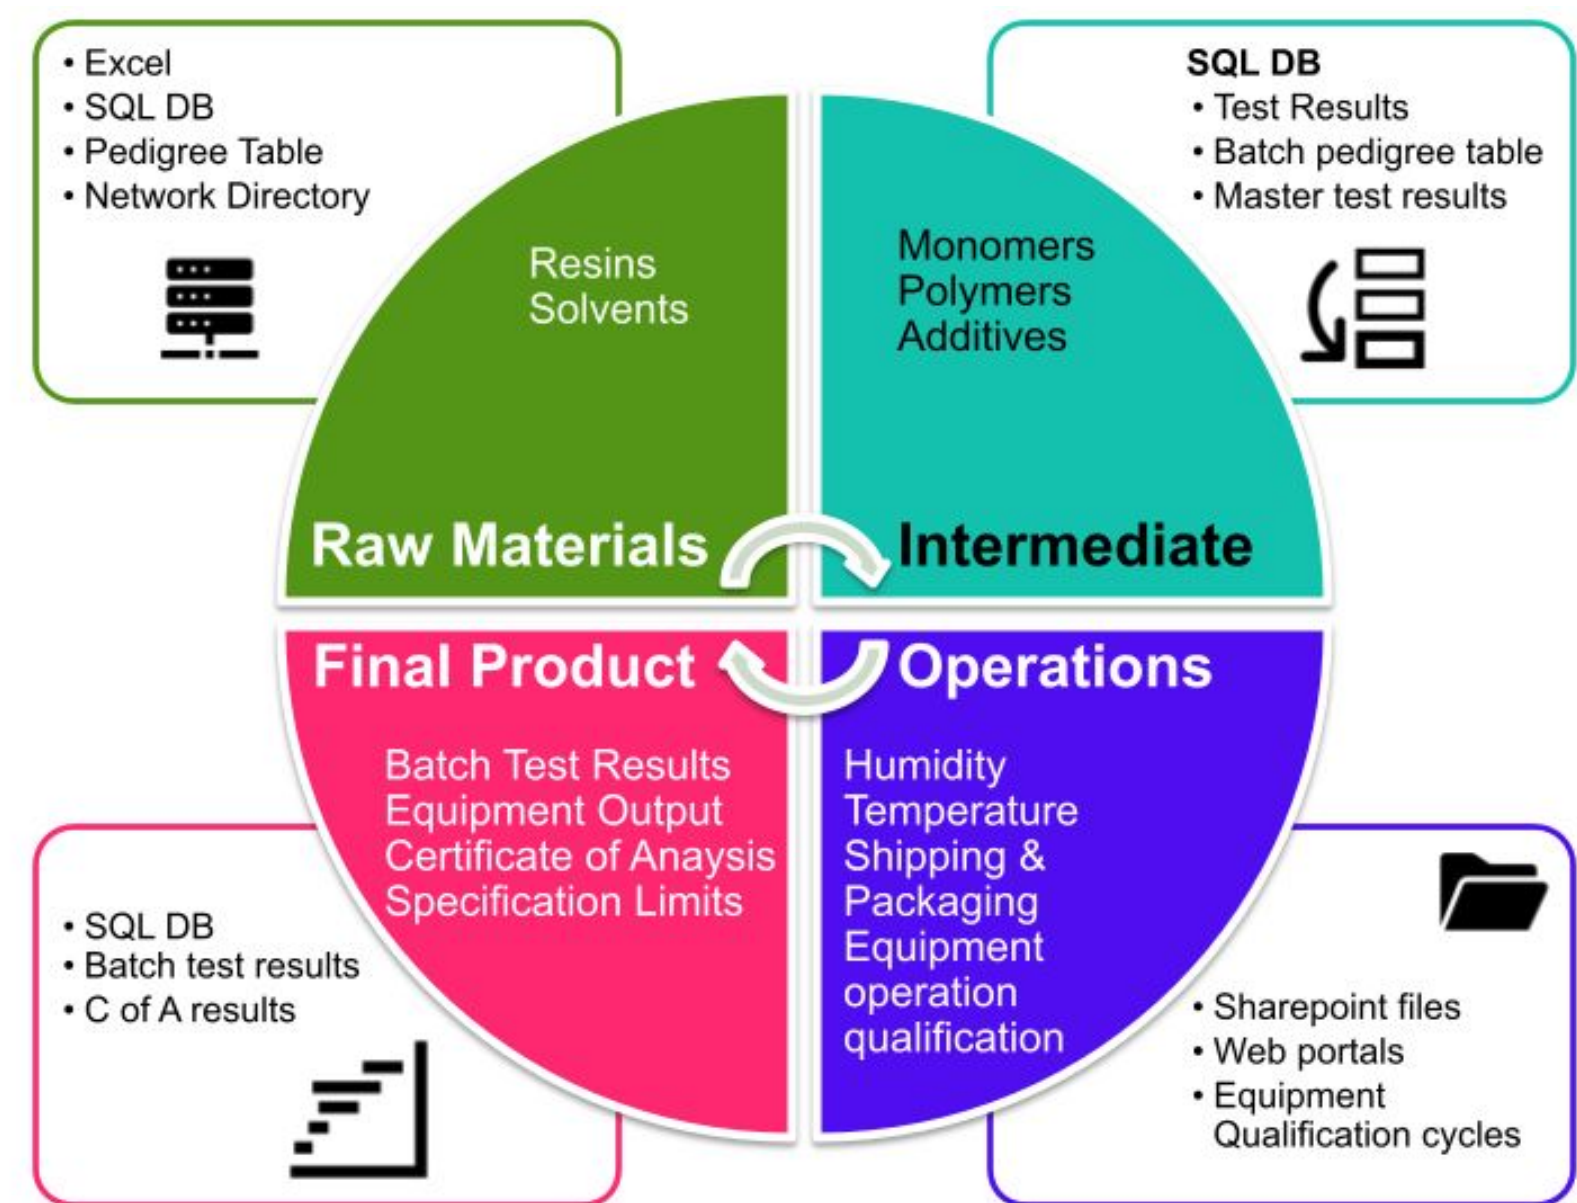 • Excel
• SQL DB
• Pedigree Table
• Network Directory
SQL DB
• Test Results
• Batch pedigree table
• Master test results
Resins
Solvents
Raw Materials
Monomers
Polymers
Additives
Intermediate
Final Product
Batch Test Results
Equipment Output
Certificate of Anaysis
Specification Limits
Operations
Humidity
Temperature
Shipping &
Packaging
Equipment
operation
qualification
• SQL DB
• Batch test results
• C of A results
• Sharepoint files
• Web portals
• Equipment
Qualification cycles